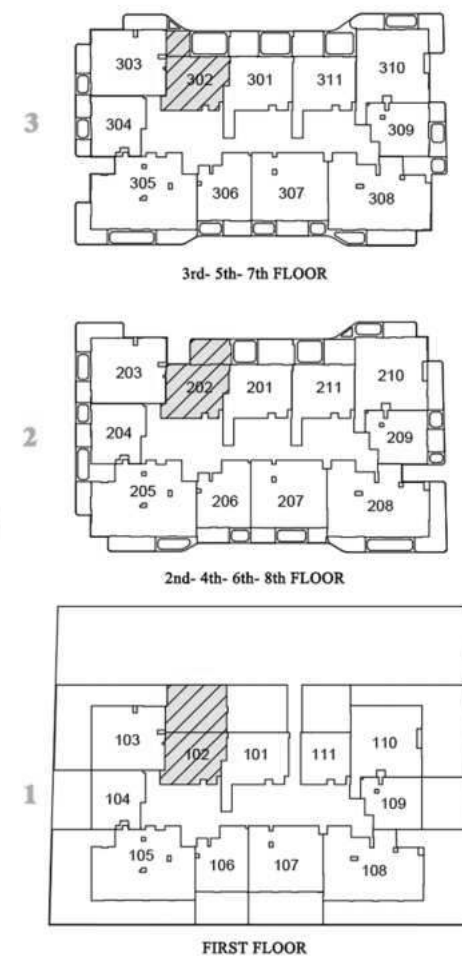 303 302 301 311 310
3 304 309
305 306 307 308
3rd- 5th- 7th FLOOR
203 202 201 211 210
2 204 209
205 206 207 208
2nd- 4th- 6th- 8th FLOOR
103 102 101 111 110
1 104 109
105 106 107 108
FIRST FLOOR